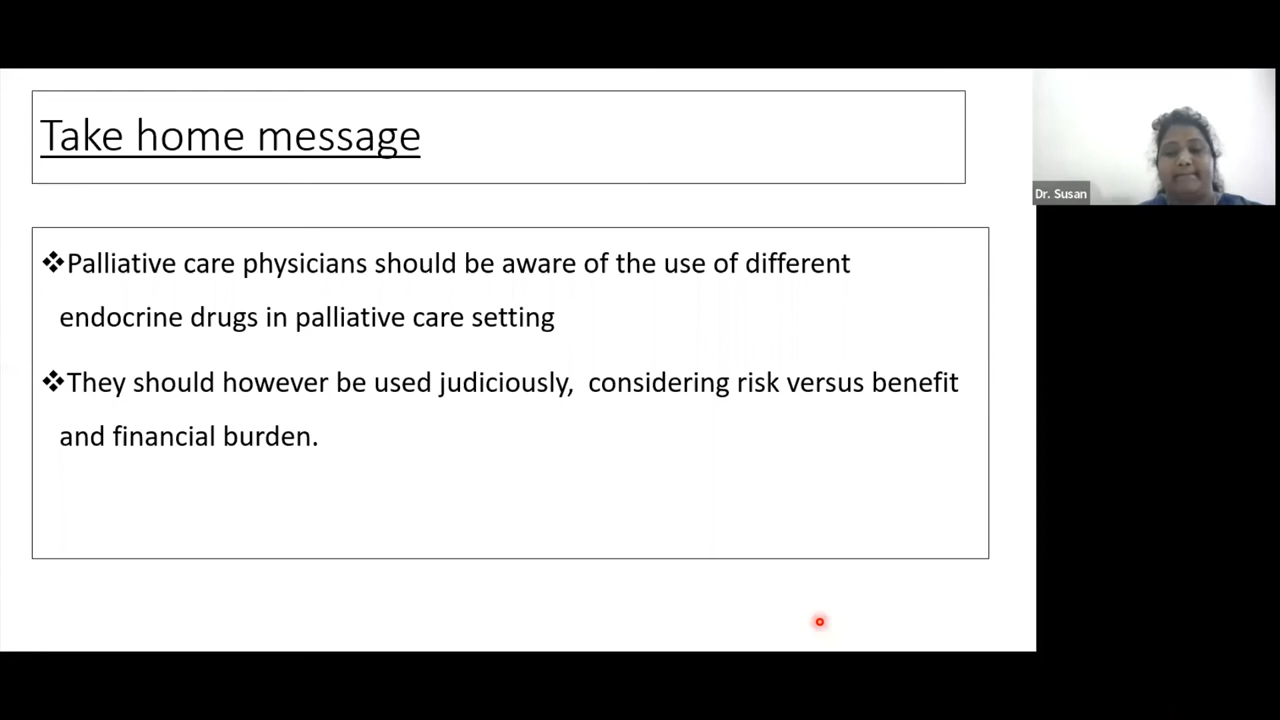 Take home message
❖Palliative care physicians should be aware of the use of different
endocrine drugs in palliative care setting
❖They should however be used judiciously,  considering risk versus benefit
and financial burden.
Dr. Susan